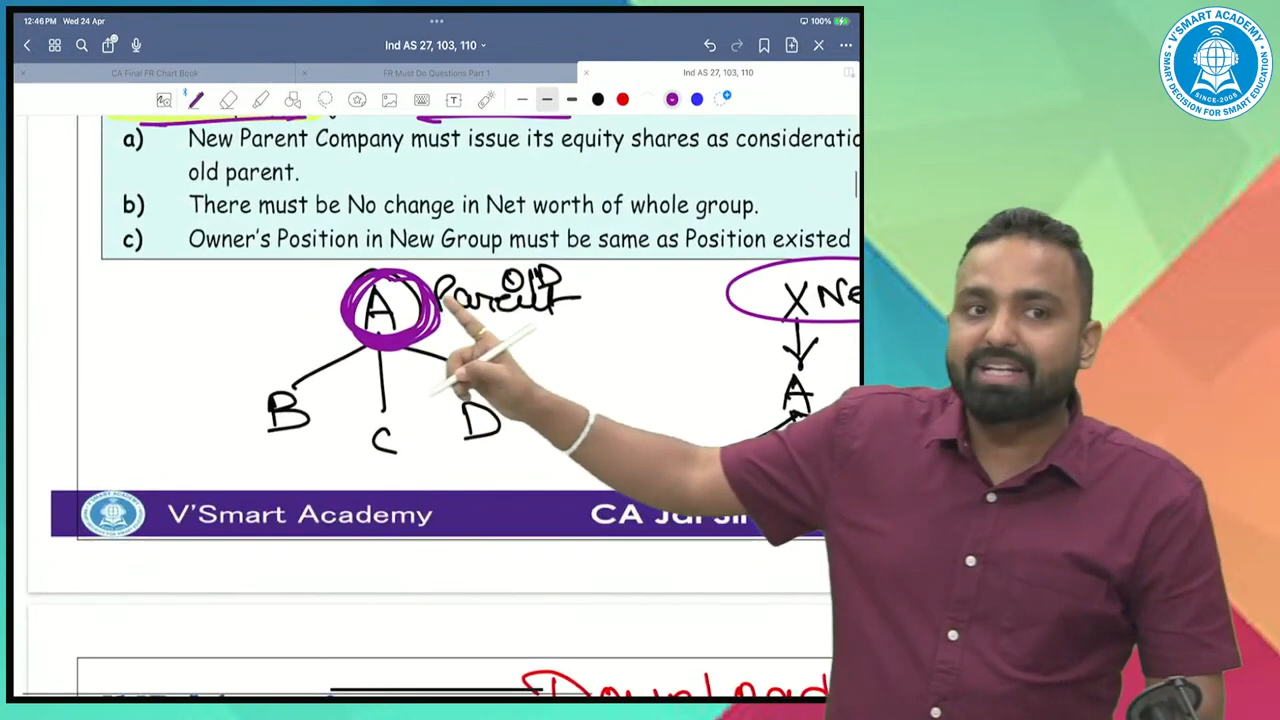 12:46 PM Wed 24 Apr
100%
Ind AS 27, 103, 110
CA Final FR Chart Book
FR Must Do Questions Part 1
Ind AS 27, 103, 110
a) New Parent Company must issue its equity shares as
old parent.
b) There must be No change in Net worth of whole group.
c) Owner's Position in New Group must be same as Position existed
A Parent OLD
B
C
D
X
A
V'Smart Academy
CA
Download
V'SMART ACADEMY
SMART DECISION FOR SMART EDUCATION
SINCE-2008